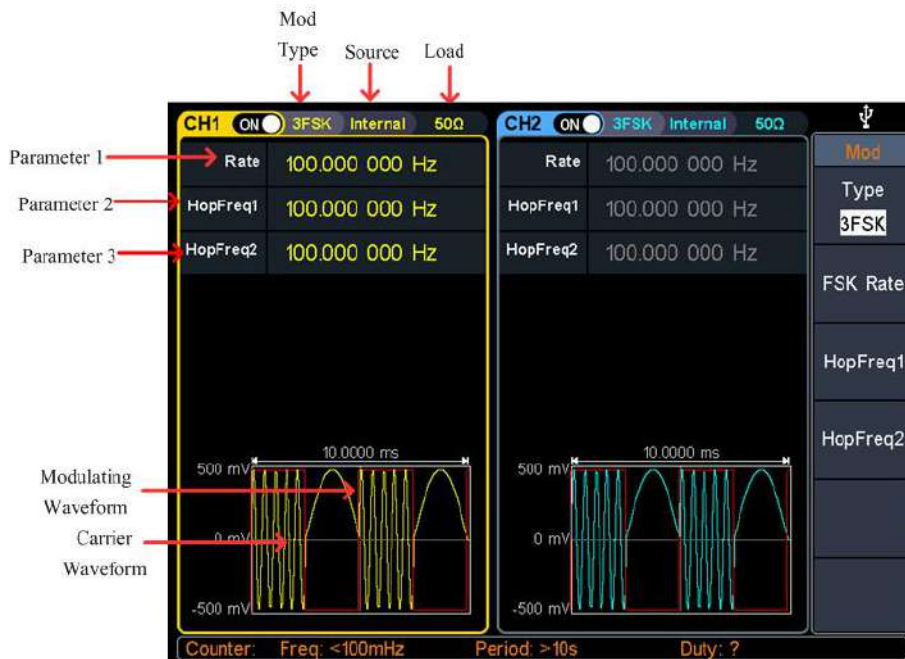 Mod
Type
Source
Load
CH1 ON 3FSK Internal 50Ω
CH2 ON 3FSK Internal 50Ω
Parameter 1
Rate 100.000 000 Hz
Rate 100.000 000 Hz
Parameter 2
HopFreq1 100.000 000 Hz
HopFreq1 100.000 000 Hz
Parameter 3
HopFreq2 100.000 000 Hz
HopFreq2 100.000 000 Hz
Mod
Type
3FSK
FSK Rate
HopFreq1
HopFreq2
10.0000 ms
500 mV
0 mV
-500 mV
10.0000 ms
500 mV
0 mV
-500 mV
Modulating
Waveform
Carrier
Waveform
Counter: Freq: <100mHz Period: >10s Duty: ?